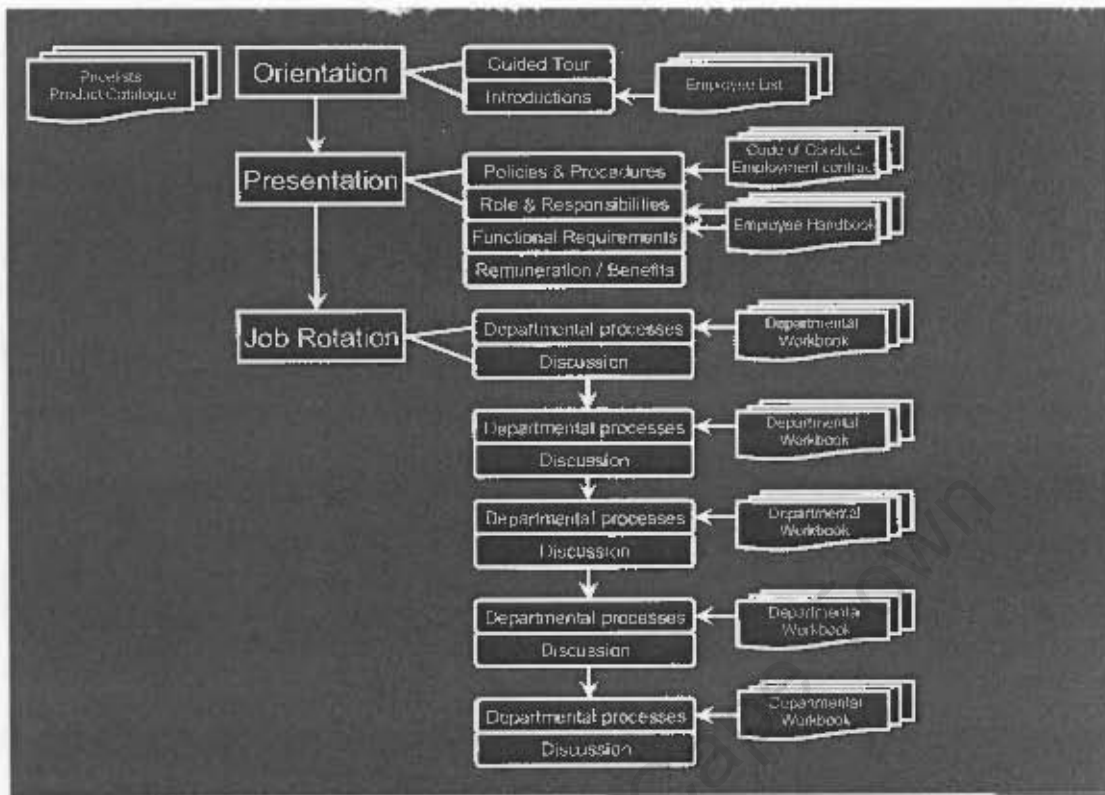 Pricelists
Product Catalogue
Orientation
Guided Tour
Introductions
Employee List
Presentation
Policies & Procedures
Role & Responsibilities
Functional Requirements
Remuneration / Benefits
Code of Conduct
Employment contract
Employee Handbook
Job Rotation
Departmental processes
Discussion
Departmental
Workbook
Departmental processes
Discussion
Departmental
Workbook
Departmental processes
Discussion
Departmental
Workbook
Departmental processes
Discussion
Departmental
Workbook
Departmental processes
Discussion
Departmental
Workbook
Town